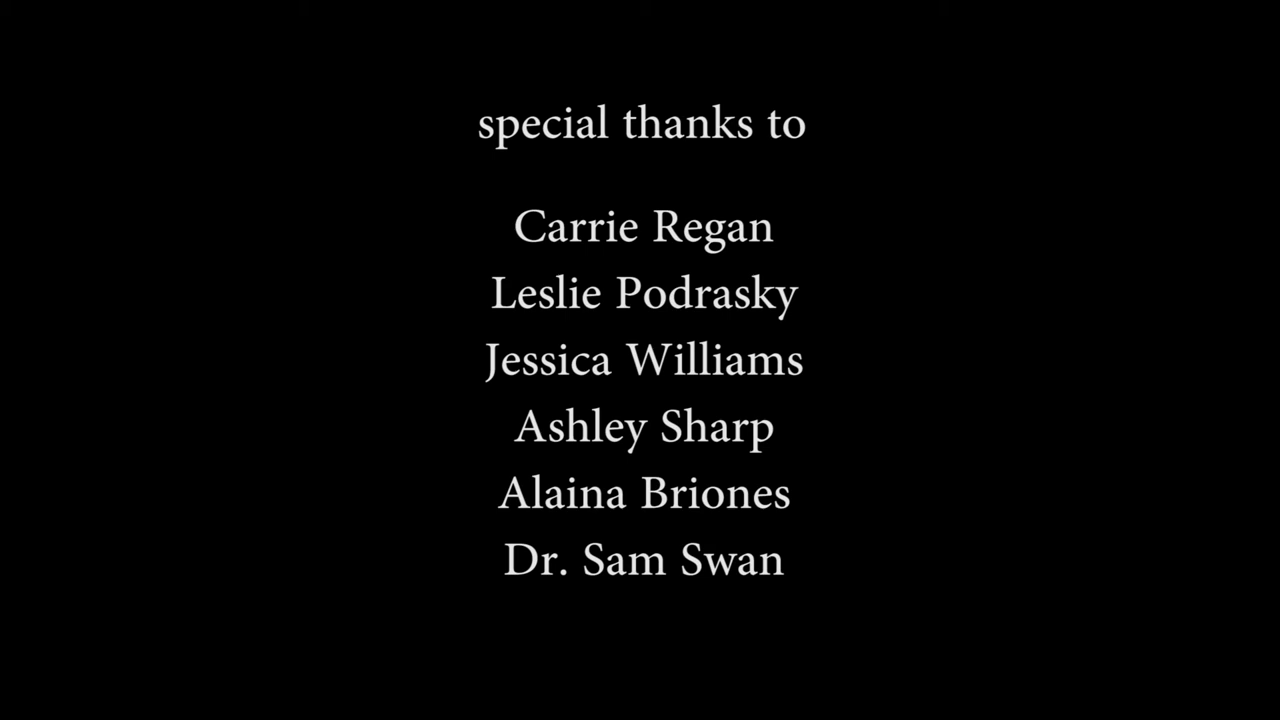 special thanks to
Carrie Regan
Leslie Podrasky
Jessica Williams
Ashley Sharp
Alaina Briones
Dr. Sam Swan